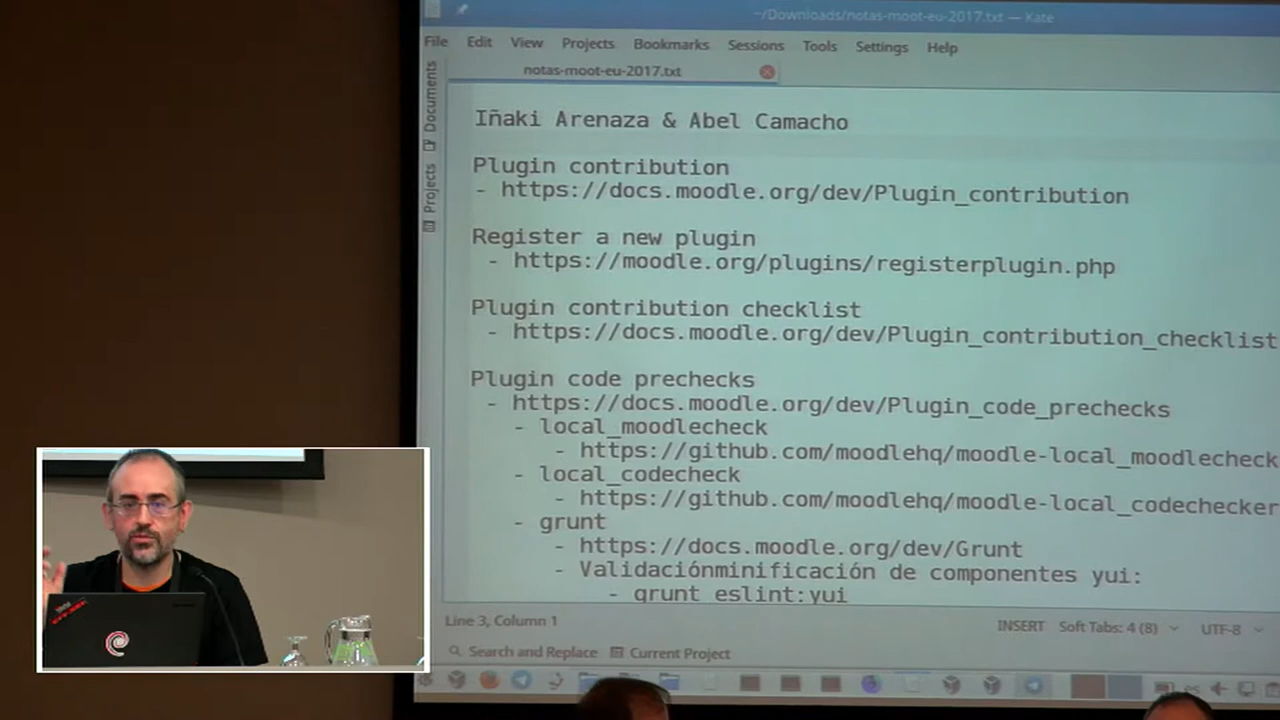 ~/Downloads/notas-moot-eu-2017.txt — Kate
File Edit View Projects Bookmarks Sessions Tools Settings Help
notas-moot-eu-2017.txt
Documents
Projects
Iñaki Arenaza & Abel Camacho
Plugin contribution
- https://docs.moodle.org/dev/Plugin_contribution
Register a new plugin
- https://moodle.org/plugins/registerplugin.php
Plugin contribution checklist
- https://docs.moodle.org/dev/Plugin_contribution_checklist
Plugin code prechecks
- https://docs.moodle.org/dev/Plugin_code_prechecks
- local_moodlecheck
- https://github.com/moodlehq/moodle-local_moodlecheck
- local_codecheck
- https://github.com/moodlehq/moodle-local_codechecker
- grunt
- https://docs.moodle.org/dev/Grunt
- Validaciónminificación de componentes yui:
- grunt eslint:yui
Line 3, Column 1
INSERT Soft Tabs: 4 (8) UTF-8
Search and Replace Current Project